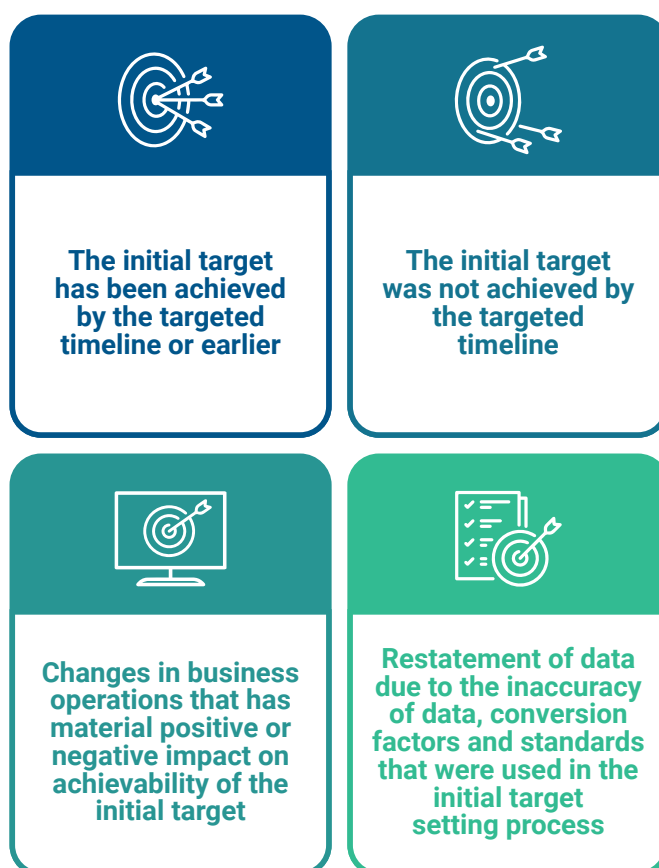 The initial target
has been achieved
by the targeted
timeline or earlier
The initial target
was not achieved by
the targeted
timeline
Changes in business
operations that has
material positive or
negative impact on
achievability of the
initial target
Restatement of data
due to the inaccuracy
of data, conversion
factors and standards
that were used in the
initial target
setting process